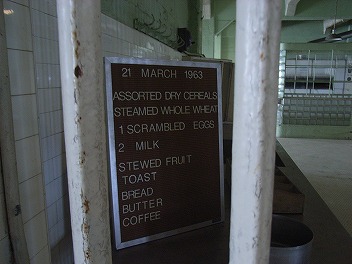 21 MARCH 1963
ASSORTED DRY CEREALS
STEAMED WHOLE WHEAT
1 SCRAMBLED EGGS
2 MILK
STEWED FRUIT
TOAST
BREAD
BUTTER
COFFEE